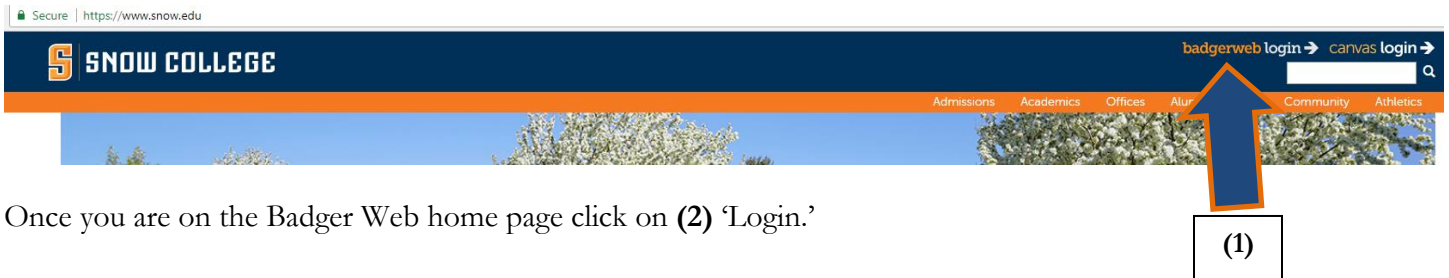 Secure | https://www.snow.edu
badgerweb login → canvas login →
S SNOW COLLEGE
Admissions Academics Offices Community Athletics
Once you are on the Badger Web home page click on (2) ‘Login.’
(1)